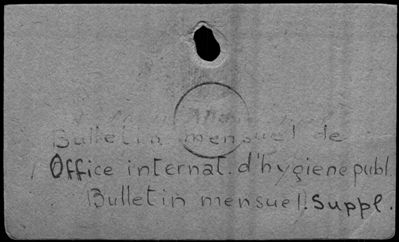 Bulletin mensuel de
Office internat. d'hygiene publ.
Bulletin mensuel. Suppl.